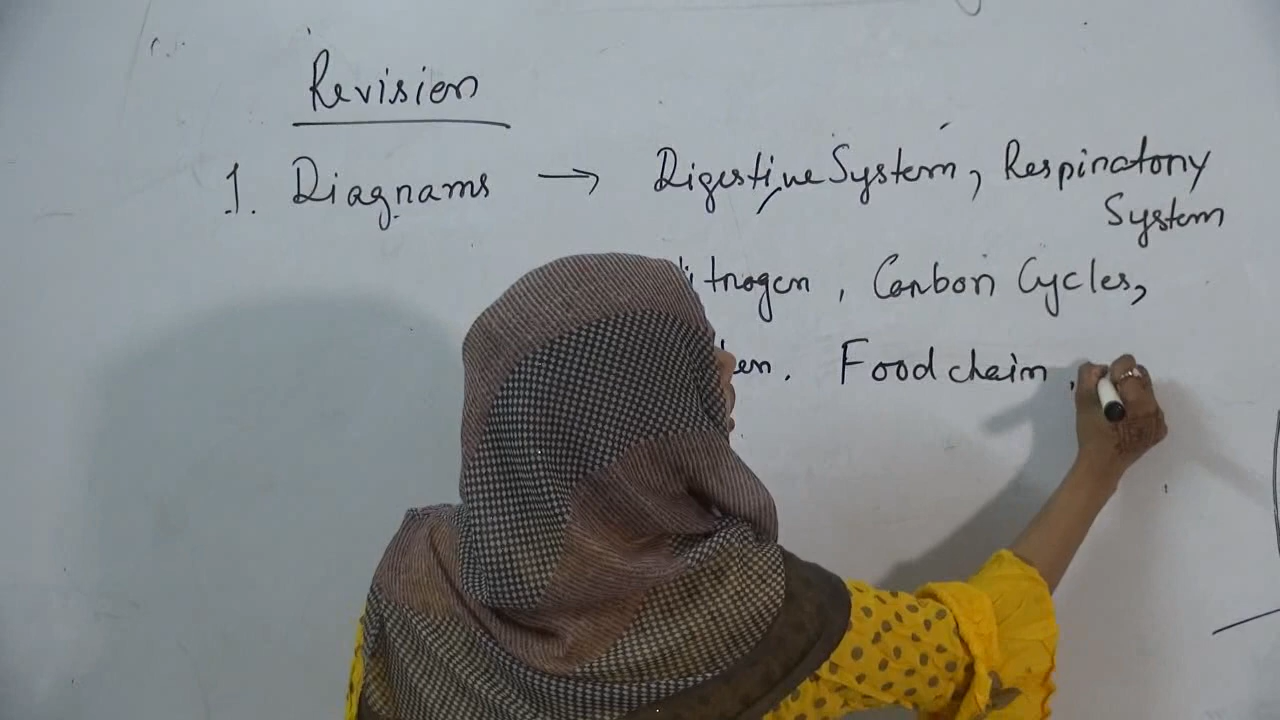 Revision
1. Diagrams → Digestive System, Respiratory
System
itrogen, Carbon Cycles,
Food chain,